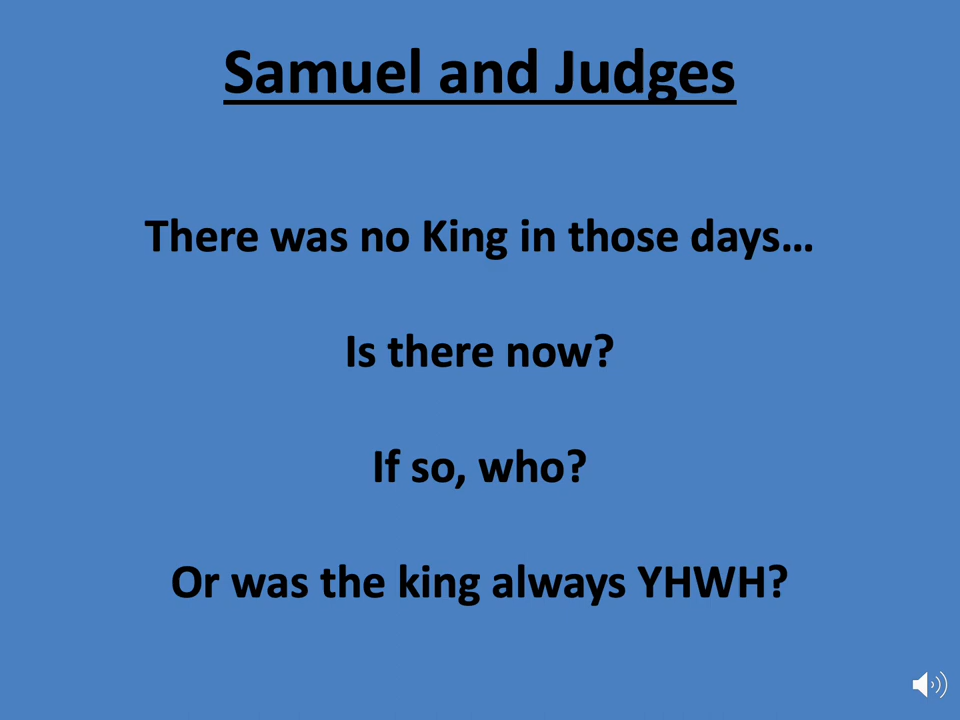 Samuel and Judges
There was no King in those days…
Is there now?
If so, who?
Or was the king always YHWH?